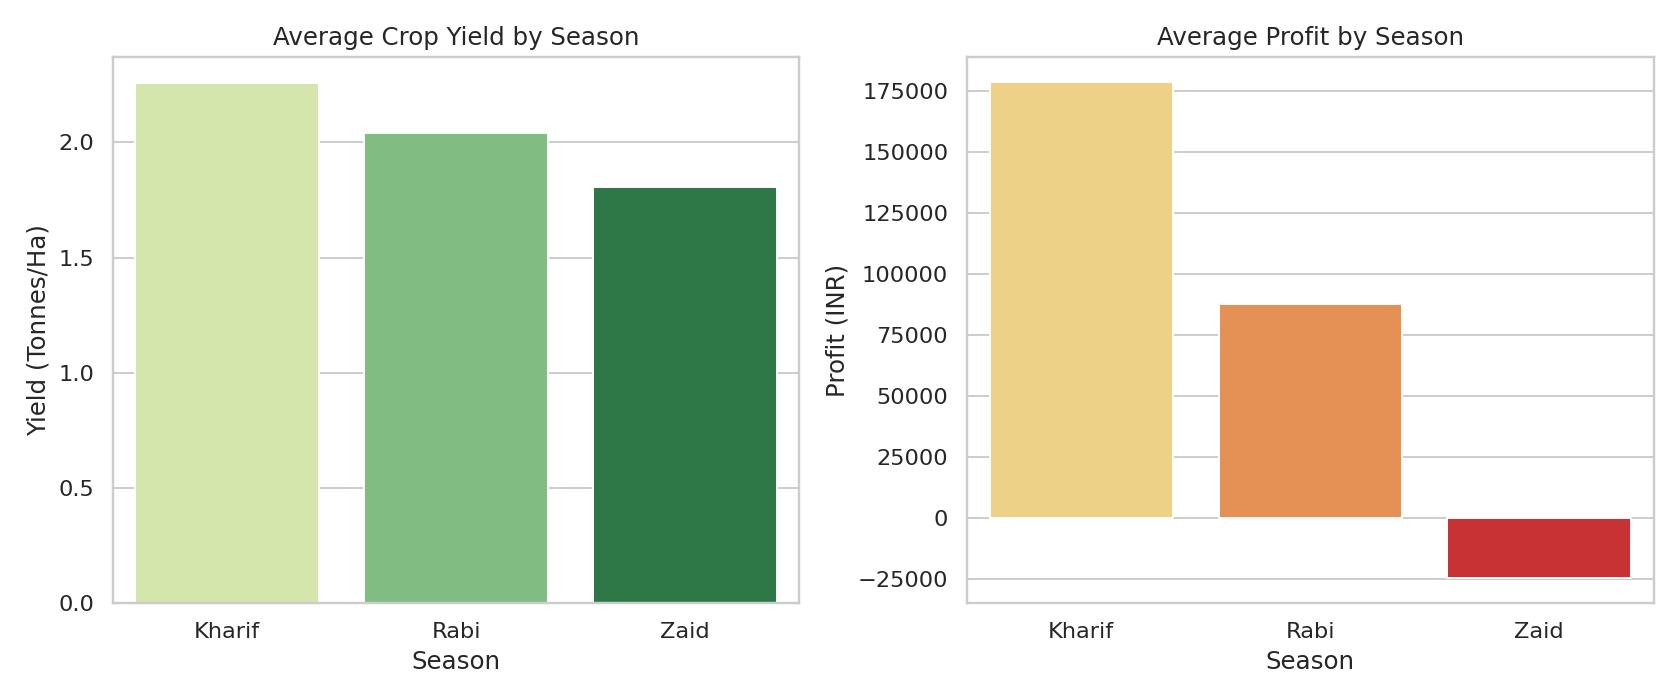 Average Crop Yield by Season
Yield (Tonnes/Ha)
2.0
1.5
1.0
0.5
0.0
Kharif Rabi Zaid
Season
Average Profit by Season
Profit (INR)
175000
150000
125000
100000
75000
50000
25000
0
−25000
Kharif Rabi Zaid
Season